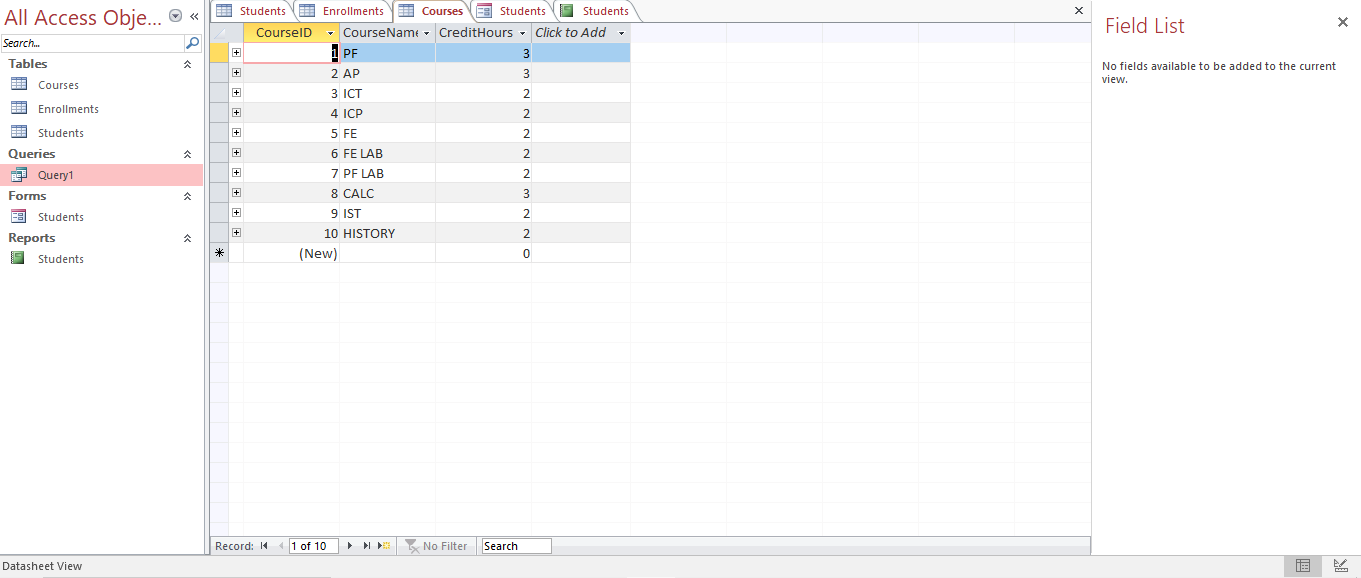 All Access Obje...
Search...
Tables
Courses
Enrollments
Students
Queries
Query1
Forms
Students
Reports
Students
Students Enrollments Courses Students Students
CourseID CourseName CreditHours Click to Add
1 PF 3
2 AP 3
3 ICT 2
4 ICP 2
5 FE 2
6 FE LAB 2
7 PF LAB 2
8 CALC 3
9 IST 2
10 HISTORY 2
(New) 0
Record: 1 of 10 No Filter Search
Field List
No fields available to be added to the current
view.
Datasheet View